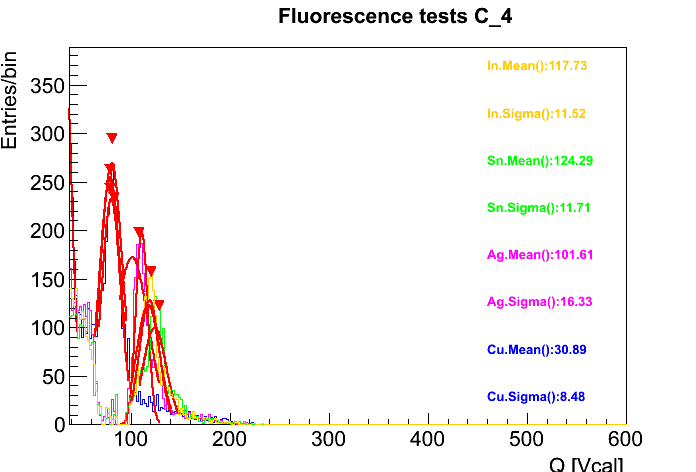 Fluorescence tests C_4
Entries/bin
350
300
250
200
150
100
50
0
100
200
300
400
500
600
Q [Vcal]
In.Mean():117.73
In.Sigma():11.52
Sn.Mean():124.29
Sn.Sigma():11.71
Ag.Mean():101.61
Ag.Sigma():16.33
Cu.Mean():30.89
Cu.Sigma():8.48